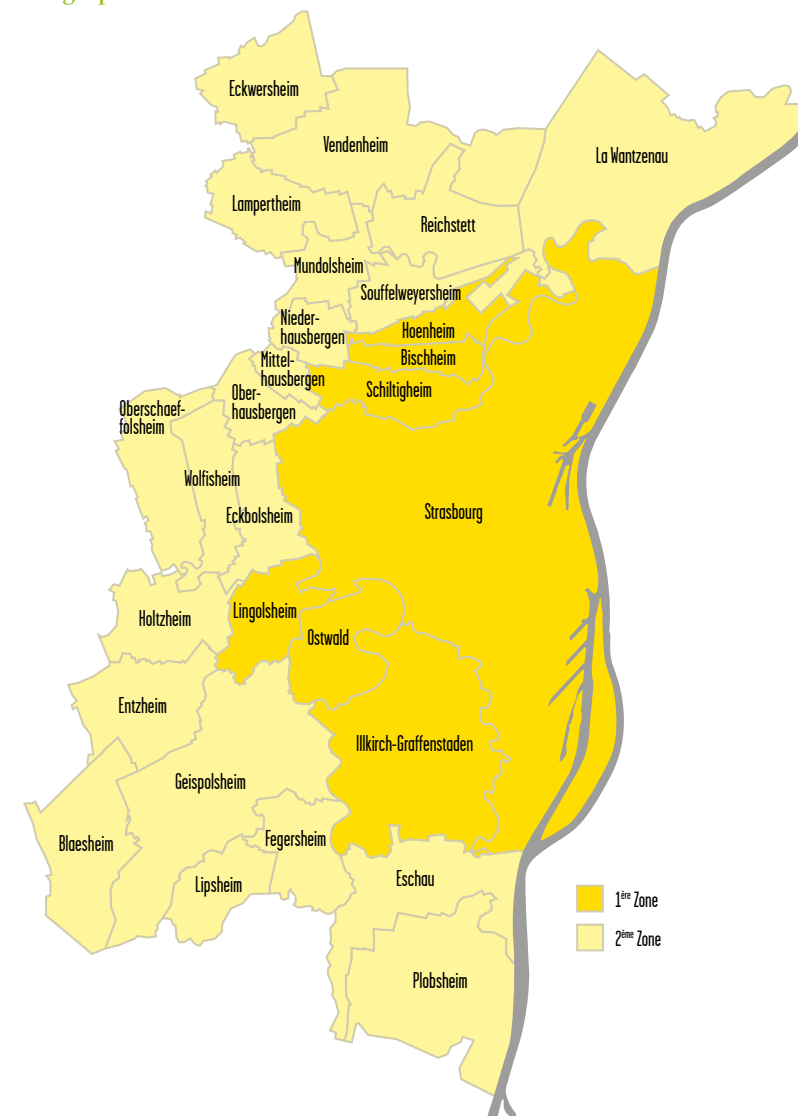 Eckwersheim
Vendenheim
La Wantzenau
Lampertheim
Reichstett
Mundolsheim
Souffelweyersheim
Nieder-
hausbergen
Hoenheim
Mittel-
hausbergen
Bischheim
Schiltigheim
Ober-
hausbergen
Oberschaef-
folsheim
Wolfisheim
Eckbolsheim
Strasbourg
Lingolsheim
Holtzheim
Ostwald
Entzheim
Illkirch-Graffenstaden
Geispolsheim
Blaesheim
Fegersheim
Lipsheim
Eschau
1ère Zone
2ème Zone
Plobsheim